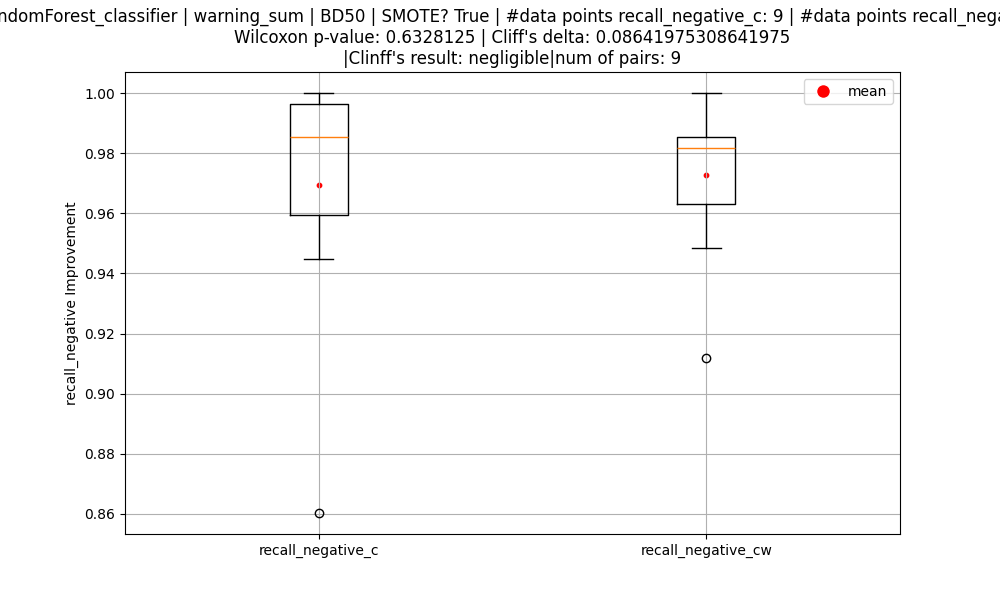 ndomForest_classifier | warning_sum | BD50 | SMOTE? True | #data points recall_negative_c: 9 | #data points recall_nega
Wilcoxon p-value: 0.6328125 | Cliff's delta: 0.08641975308641975
|Clinff's result: negligible|num of pairs: 9
mean
1.00
0.98
0.96
0.94
0.92
0.90
0.88
0.86
recall_negative Improvement
recall_negative_c
recall_negative_cw